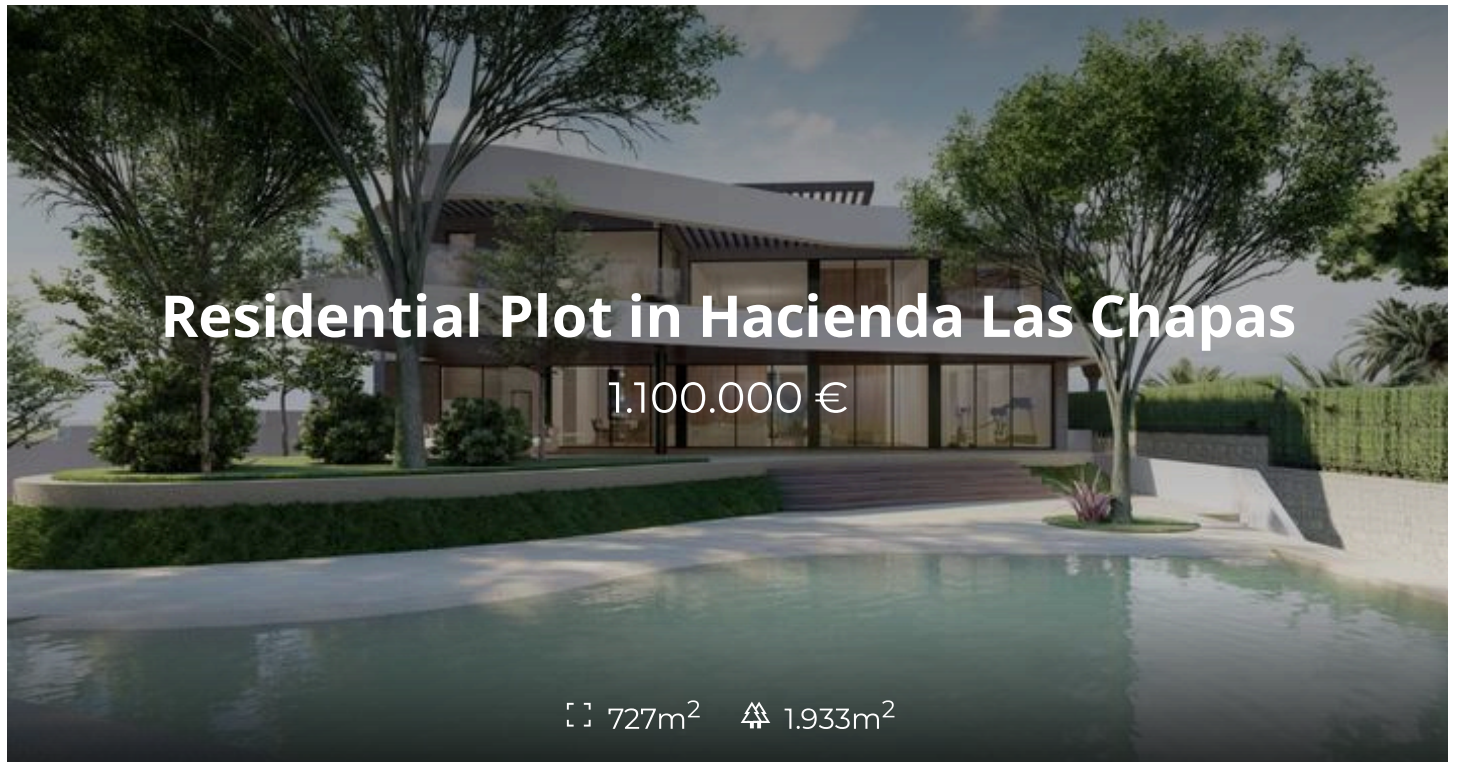 Residential Plot in Hacienda Las Chapas
1.100.000 €
727m² 1.933m²